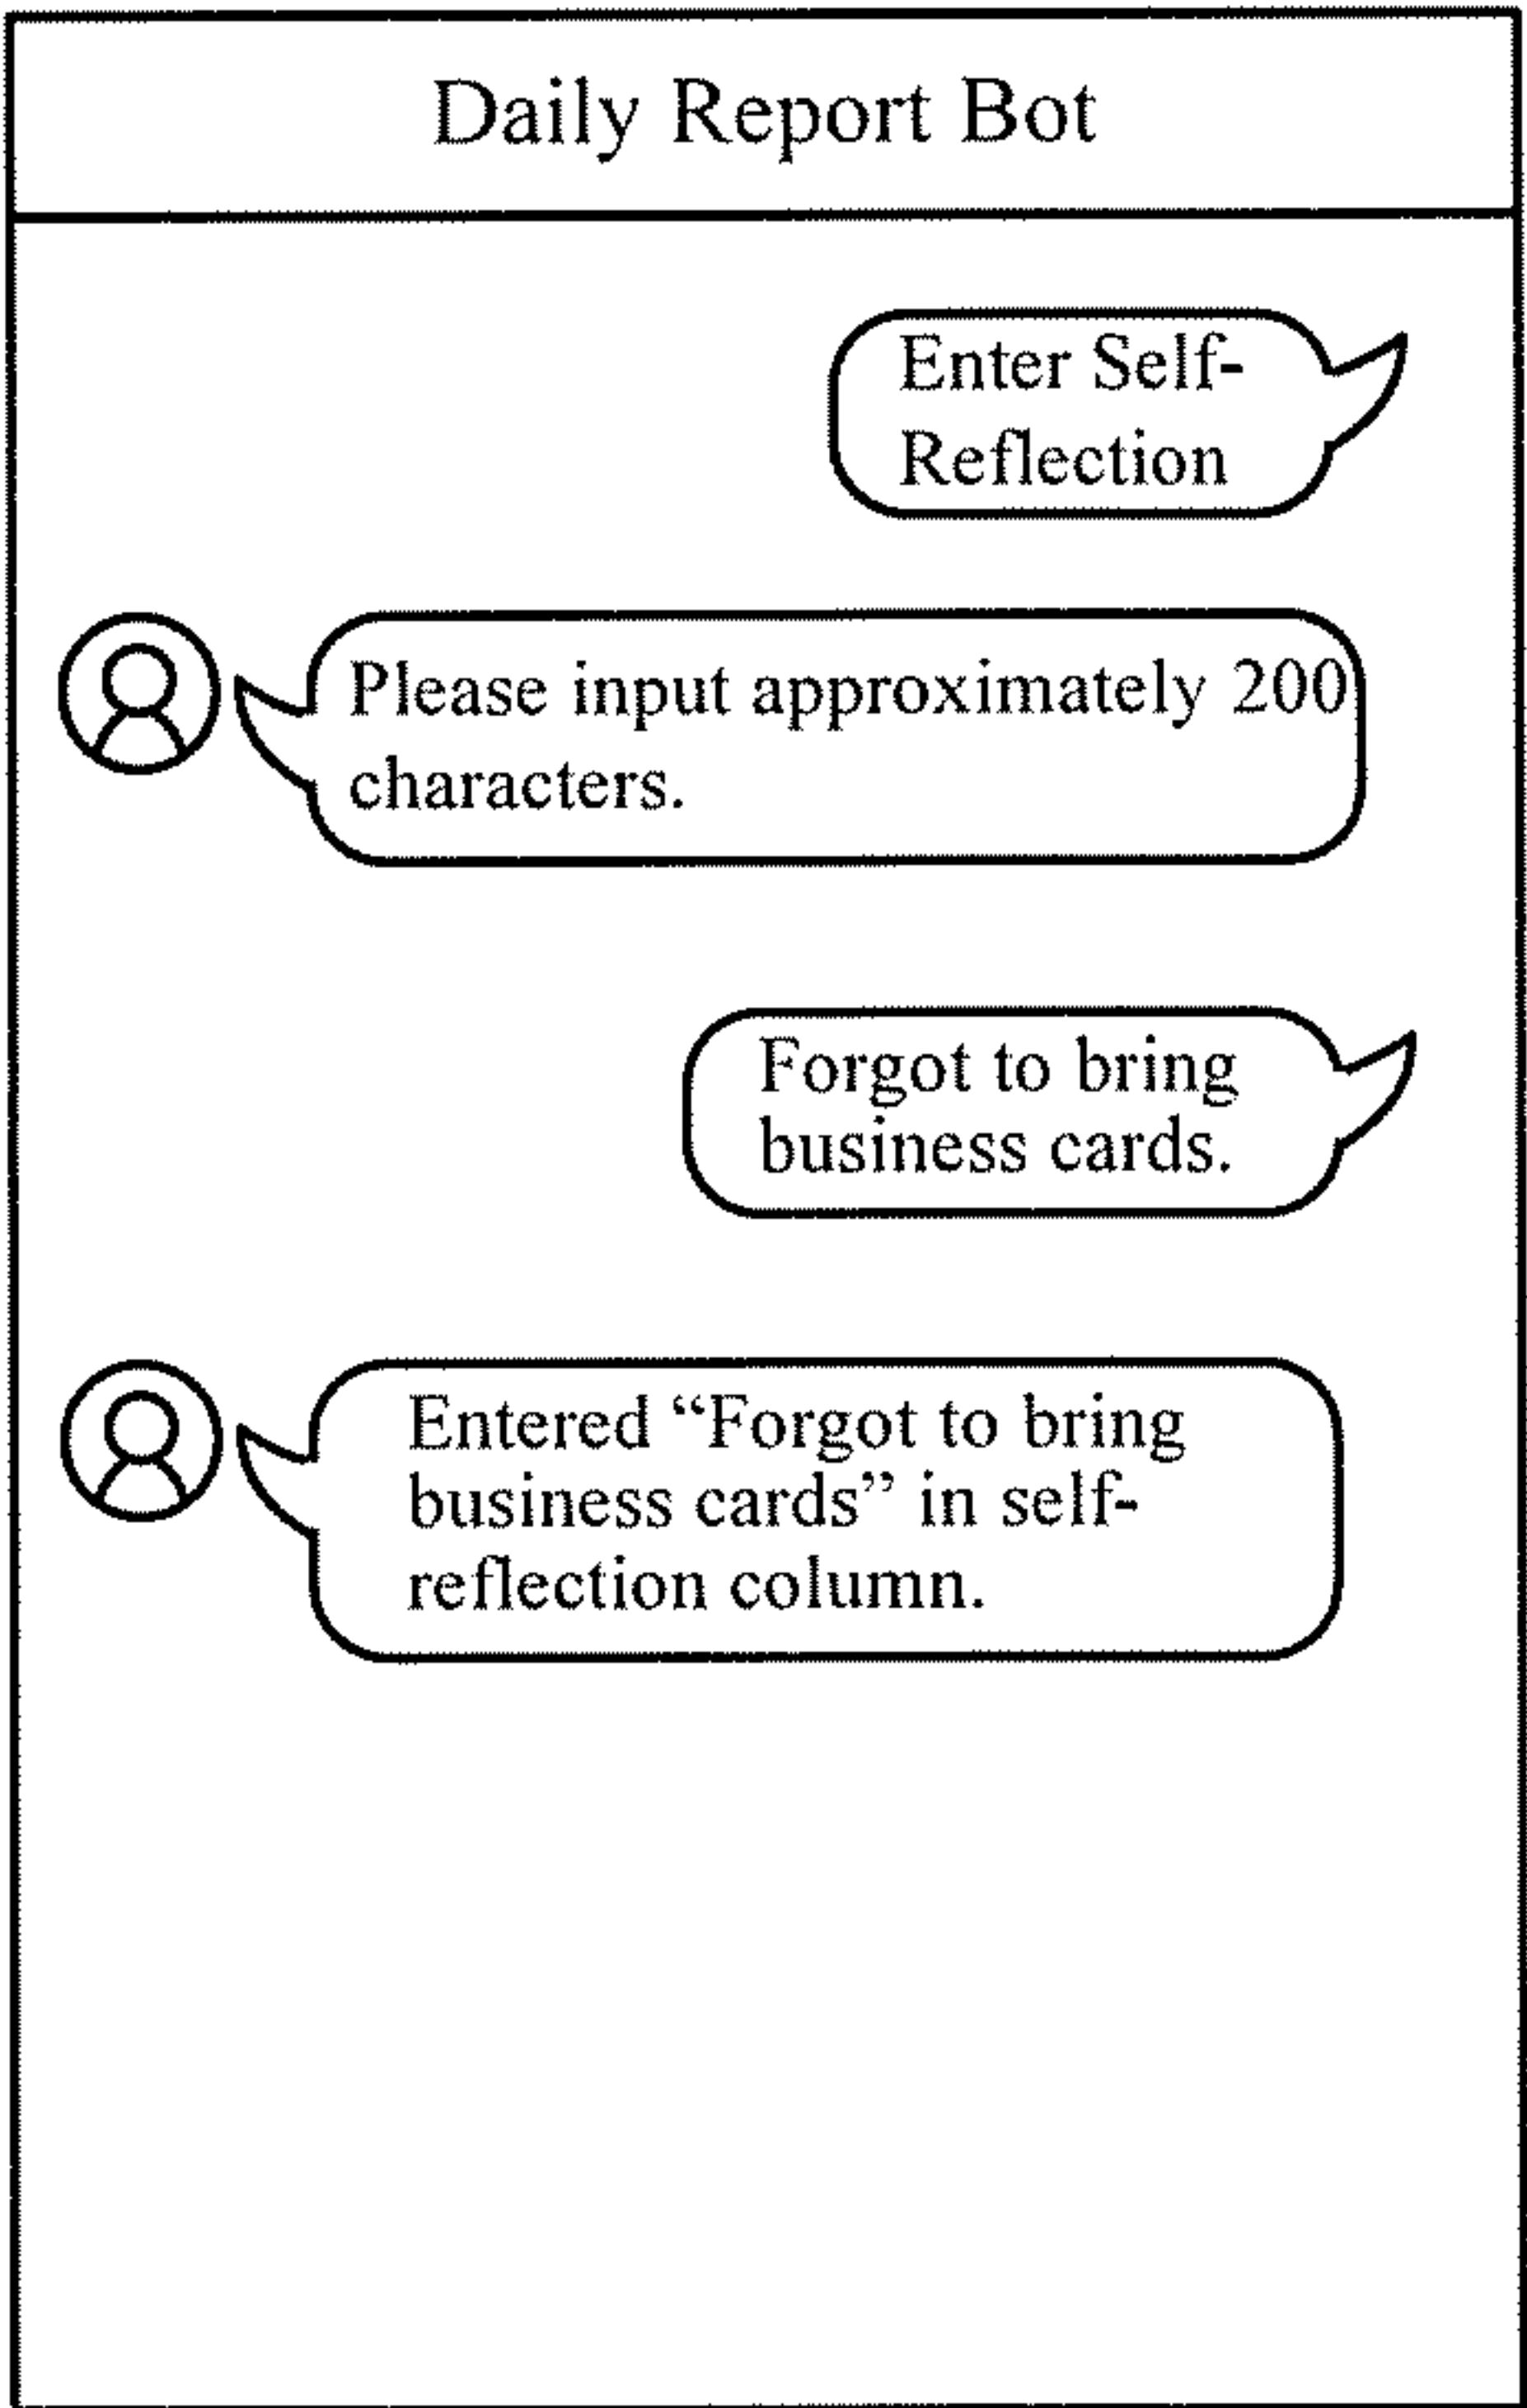 Daily Report Bot
Enter Self-
Reflection
Please input approximately 200
characters.
Forgot to bring
business cards.
Entered “Forgot to bring
business cards” in self-
reflection column.